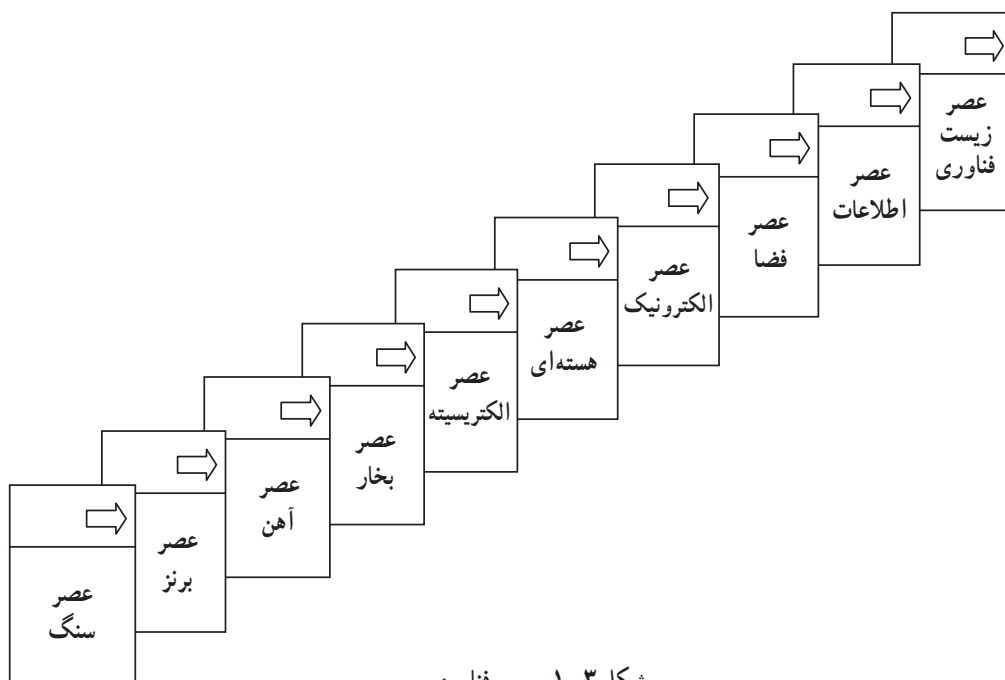 عصر
زیست
فناوری
عصر
اطلاعات
عصر
فضا
عصر
الکترونیک
عصر
هسته‌ای
عصر
الکتریسیته
عصر
بخار
عصر
آهن
عصر
برنز
عصر
سنگ